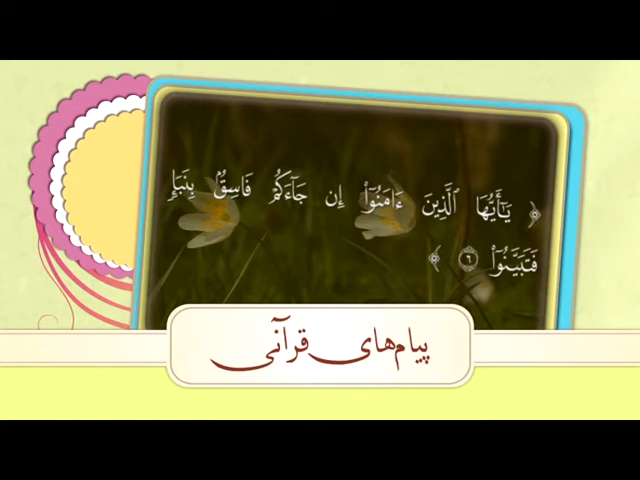 ﴿ يَٰٓأَيُّهَا ٱلَّذِينَ ءَامَنُوٓا۟ إِن جَآءَكُمْ فَاسِقٌۢ بِنَبَإٍۢ
فَتَبَيَّنُوٓا۟ ٦ ﴾
پیام‌های قرآنی